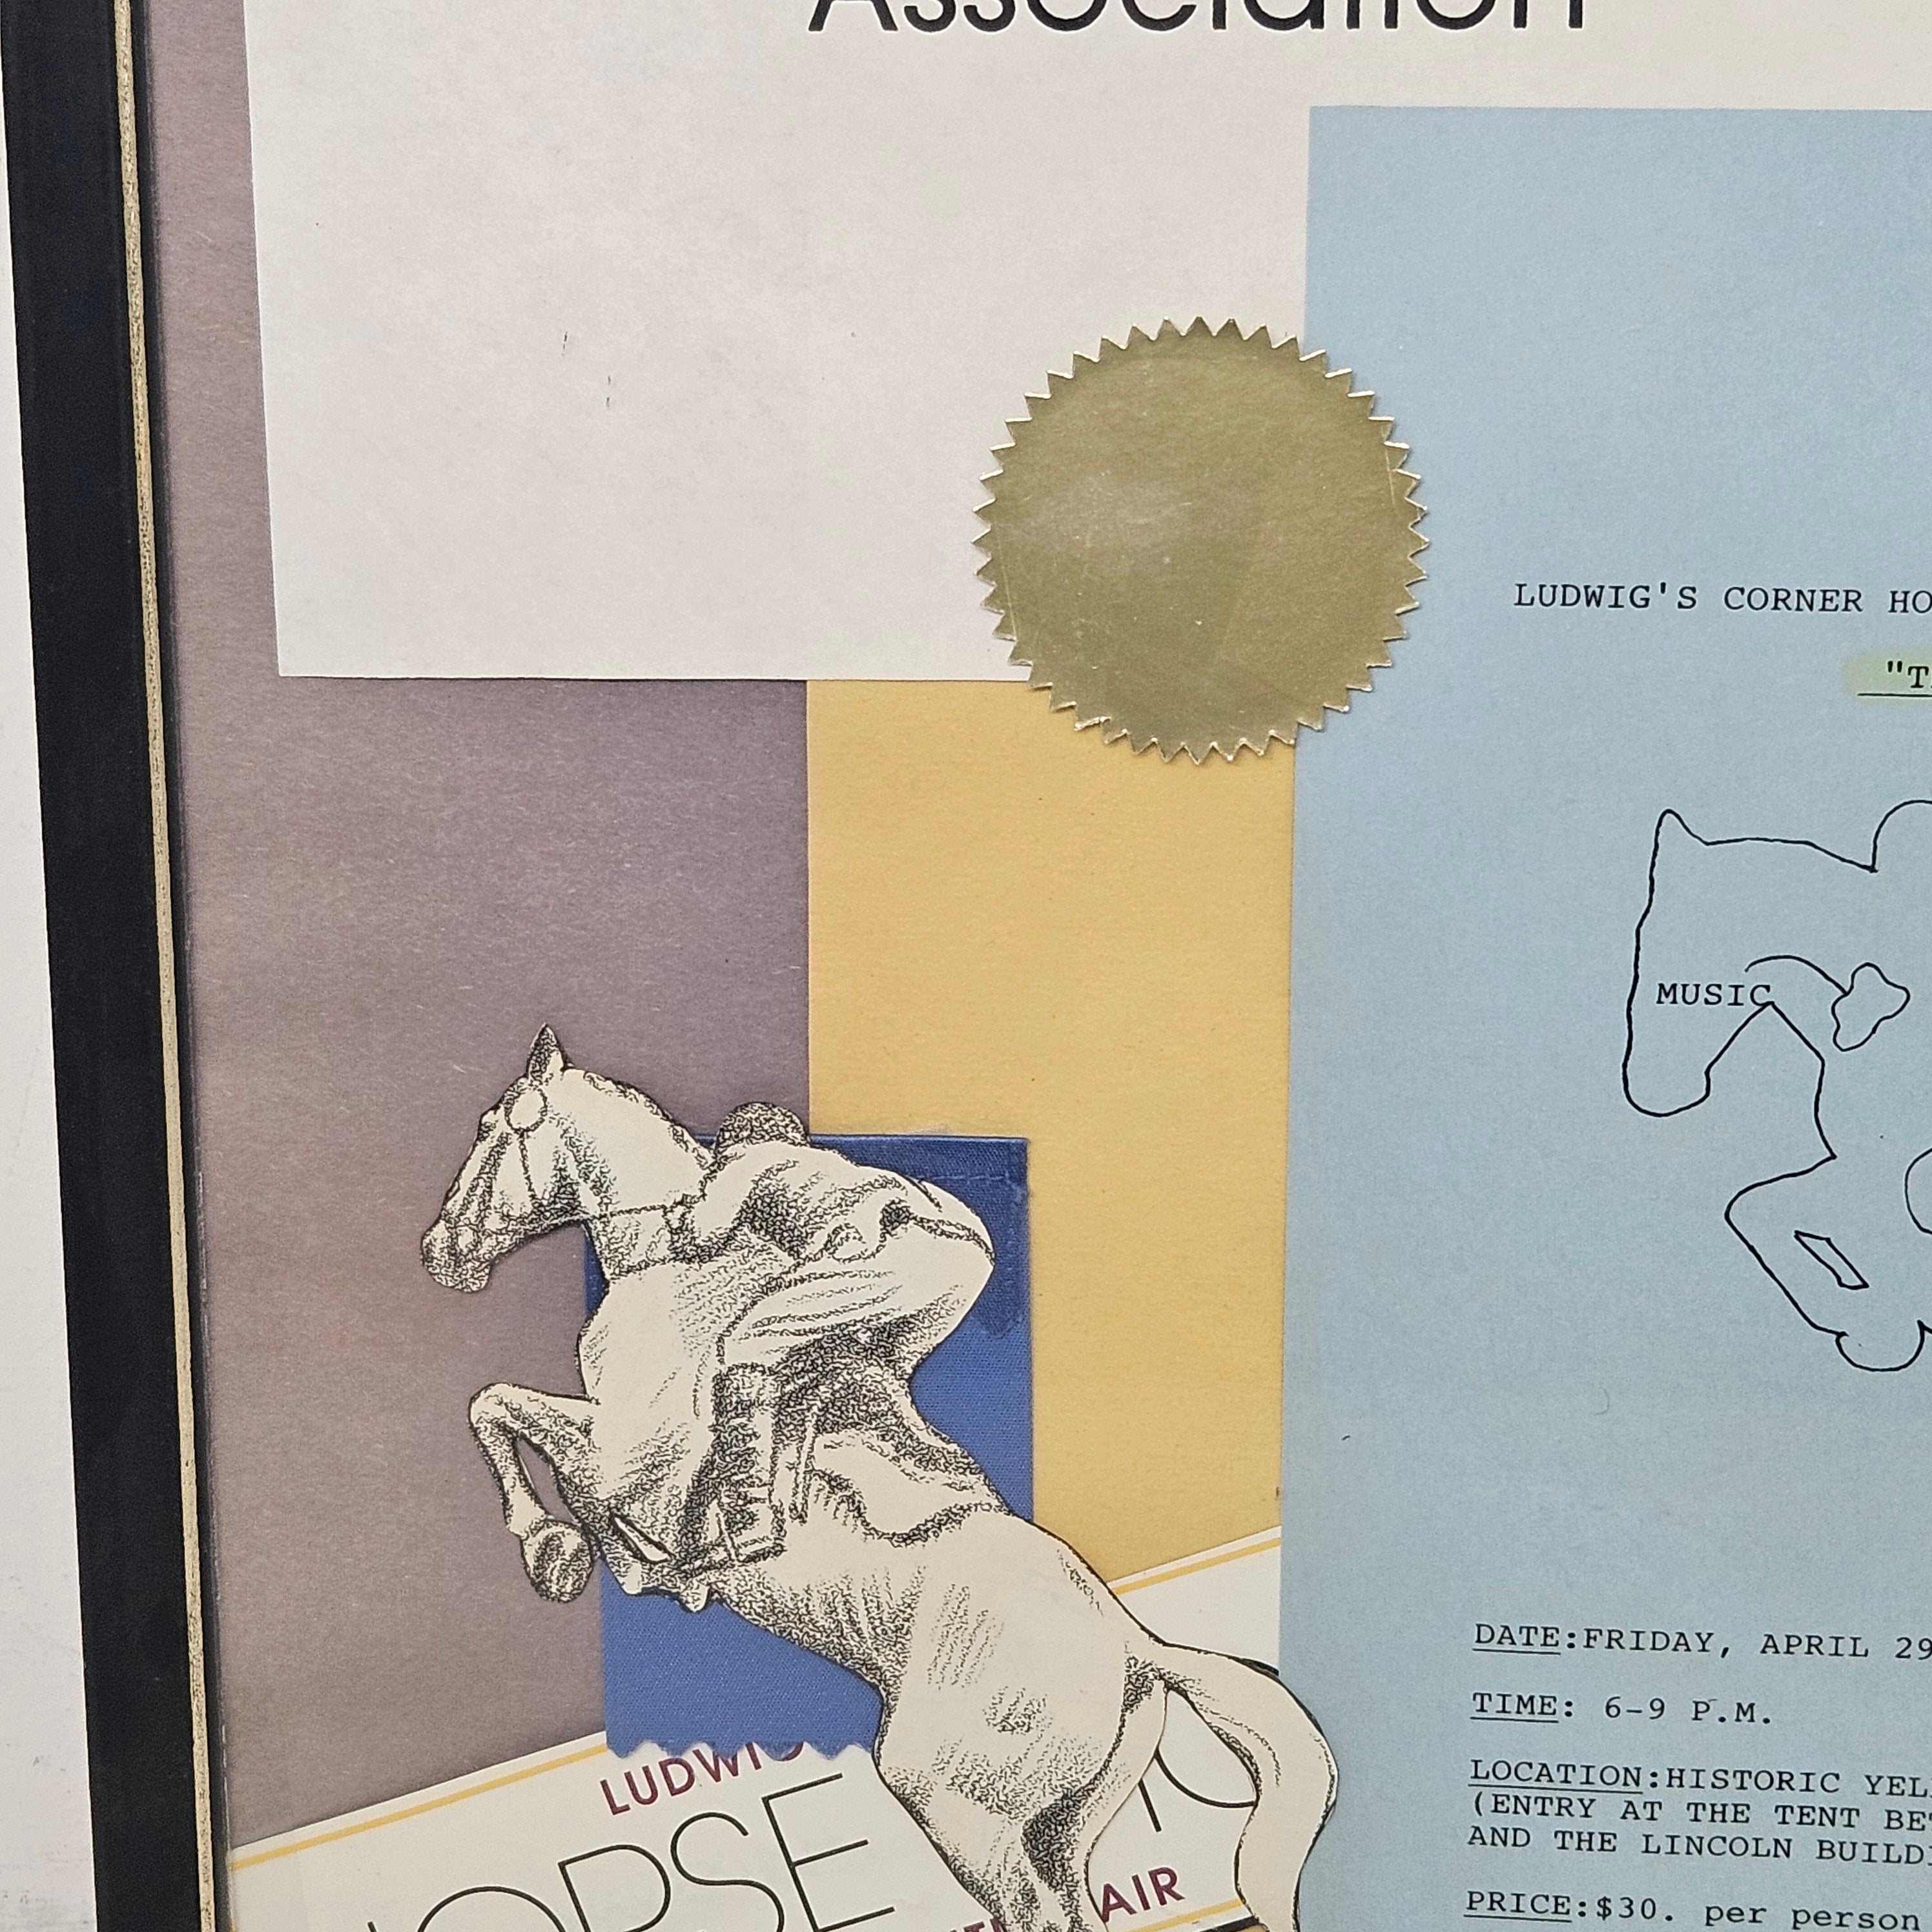 Association
LUDWIG'S CORNER HO
"T
MUSIC
DATE:FRIDAY, APRIL 29
TIME: 6-9 P.M.
LOCATION:HISTORIC YEL
(ENTRY AT THE TENT BE
AND THE LINCOLN BUILD
PRICE:$30. per person
LUDWIG
HORSE
AIR